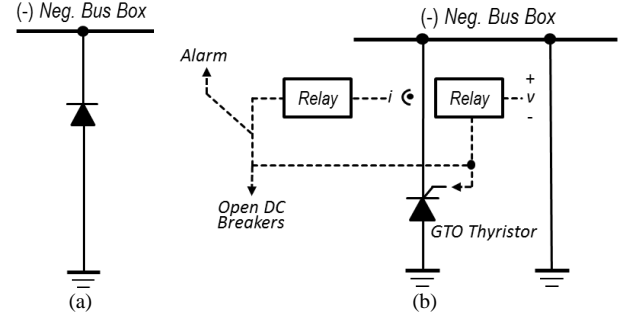 (-) Neg. Bus Box
(-) Neg. Bus Box
Alarm
Relay
i
Relay
+
v
-
Open DC
Breakers
GTO Thyristor
(a)
(b)